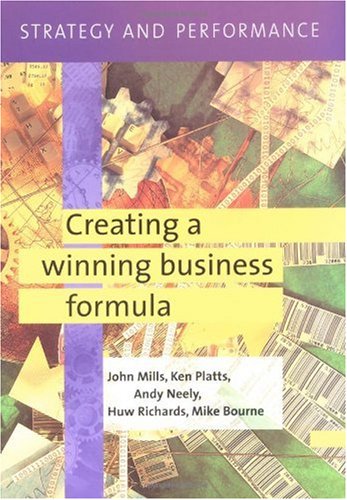 STRATEGY AND PERFORMANCE
Creating a
winning business
formula
John Mills, Ken Platts,
Andy Neely,
Huw Richards, Mike Bourne